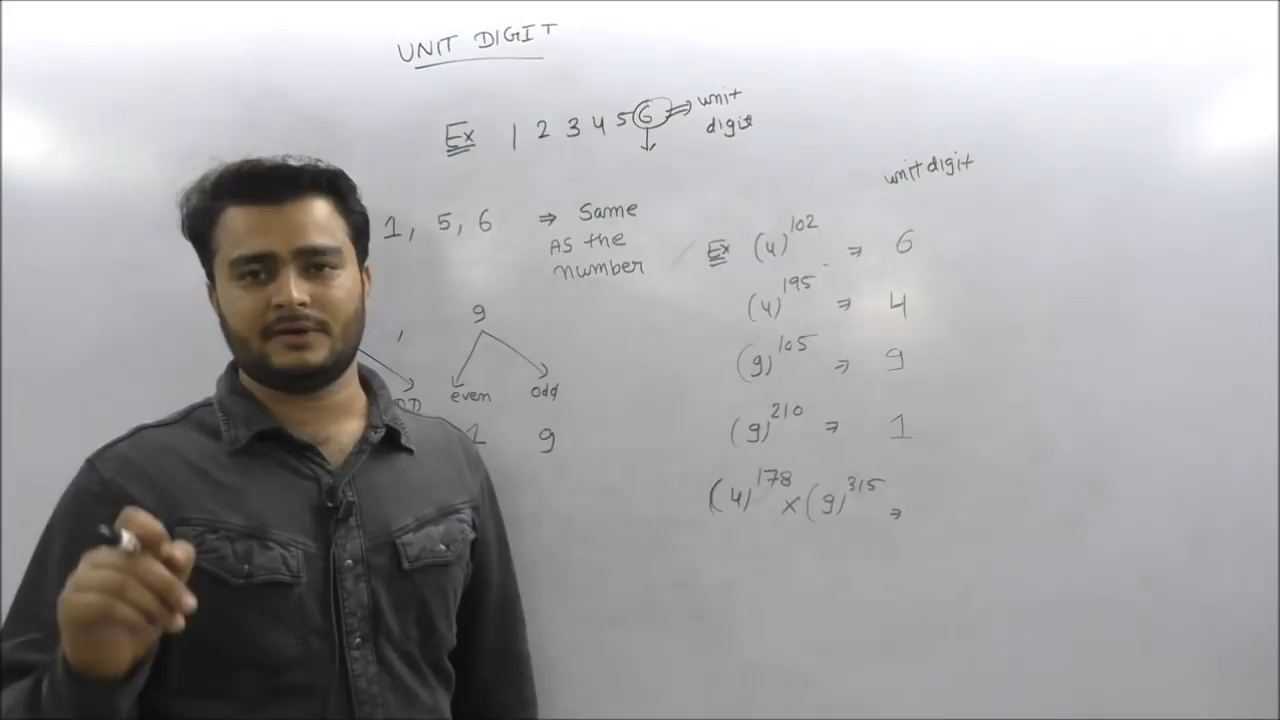 UNIT DIGIT
Ex 1 2 3 4 5 6 ⇒ unit
digit
1, 5, 6 ⇒ Same
As the
number
,
9
even odd
9
unit digit
Ex (4)^102 ⇒ 6
(4)^195 ⇒ 4
(9)^105 ⇒ 9
(9)^210 ⇒ 1
(4)^178 × (9)^315 ⇒